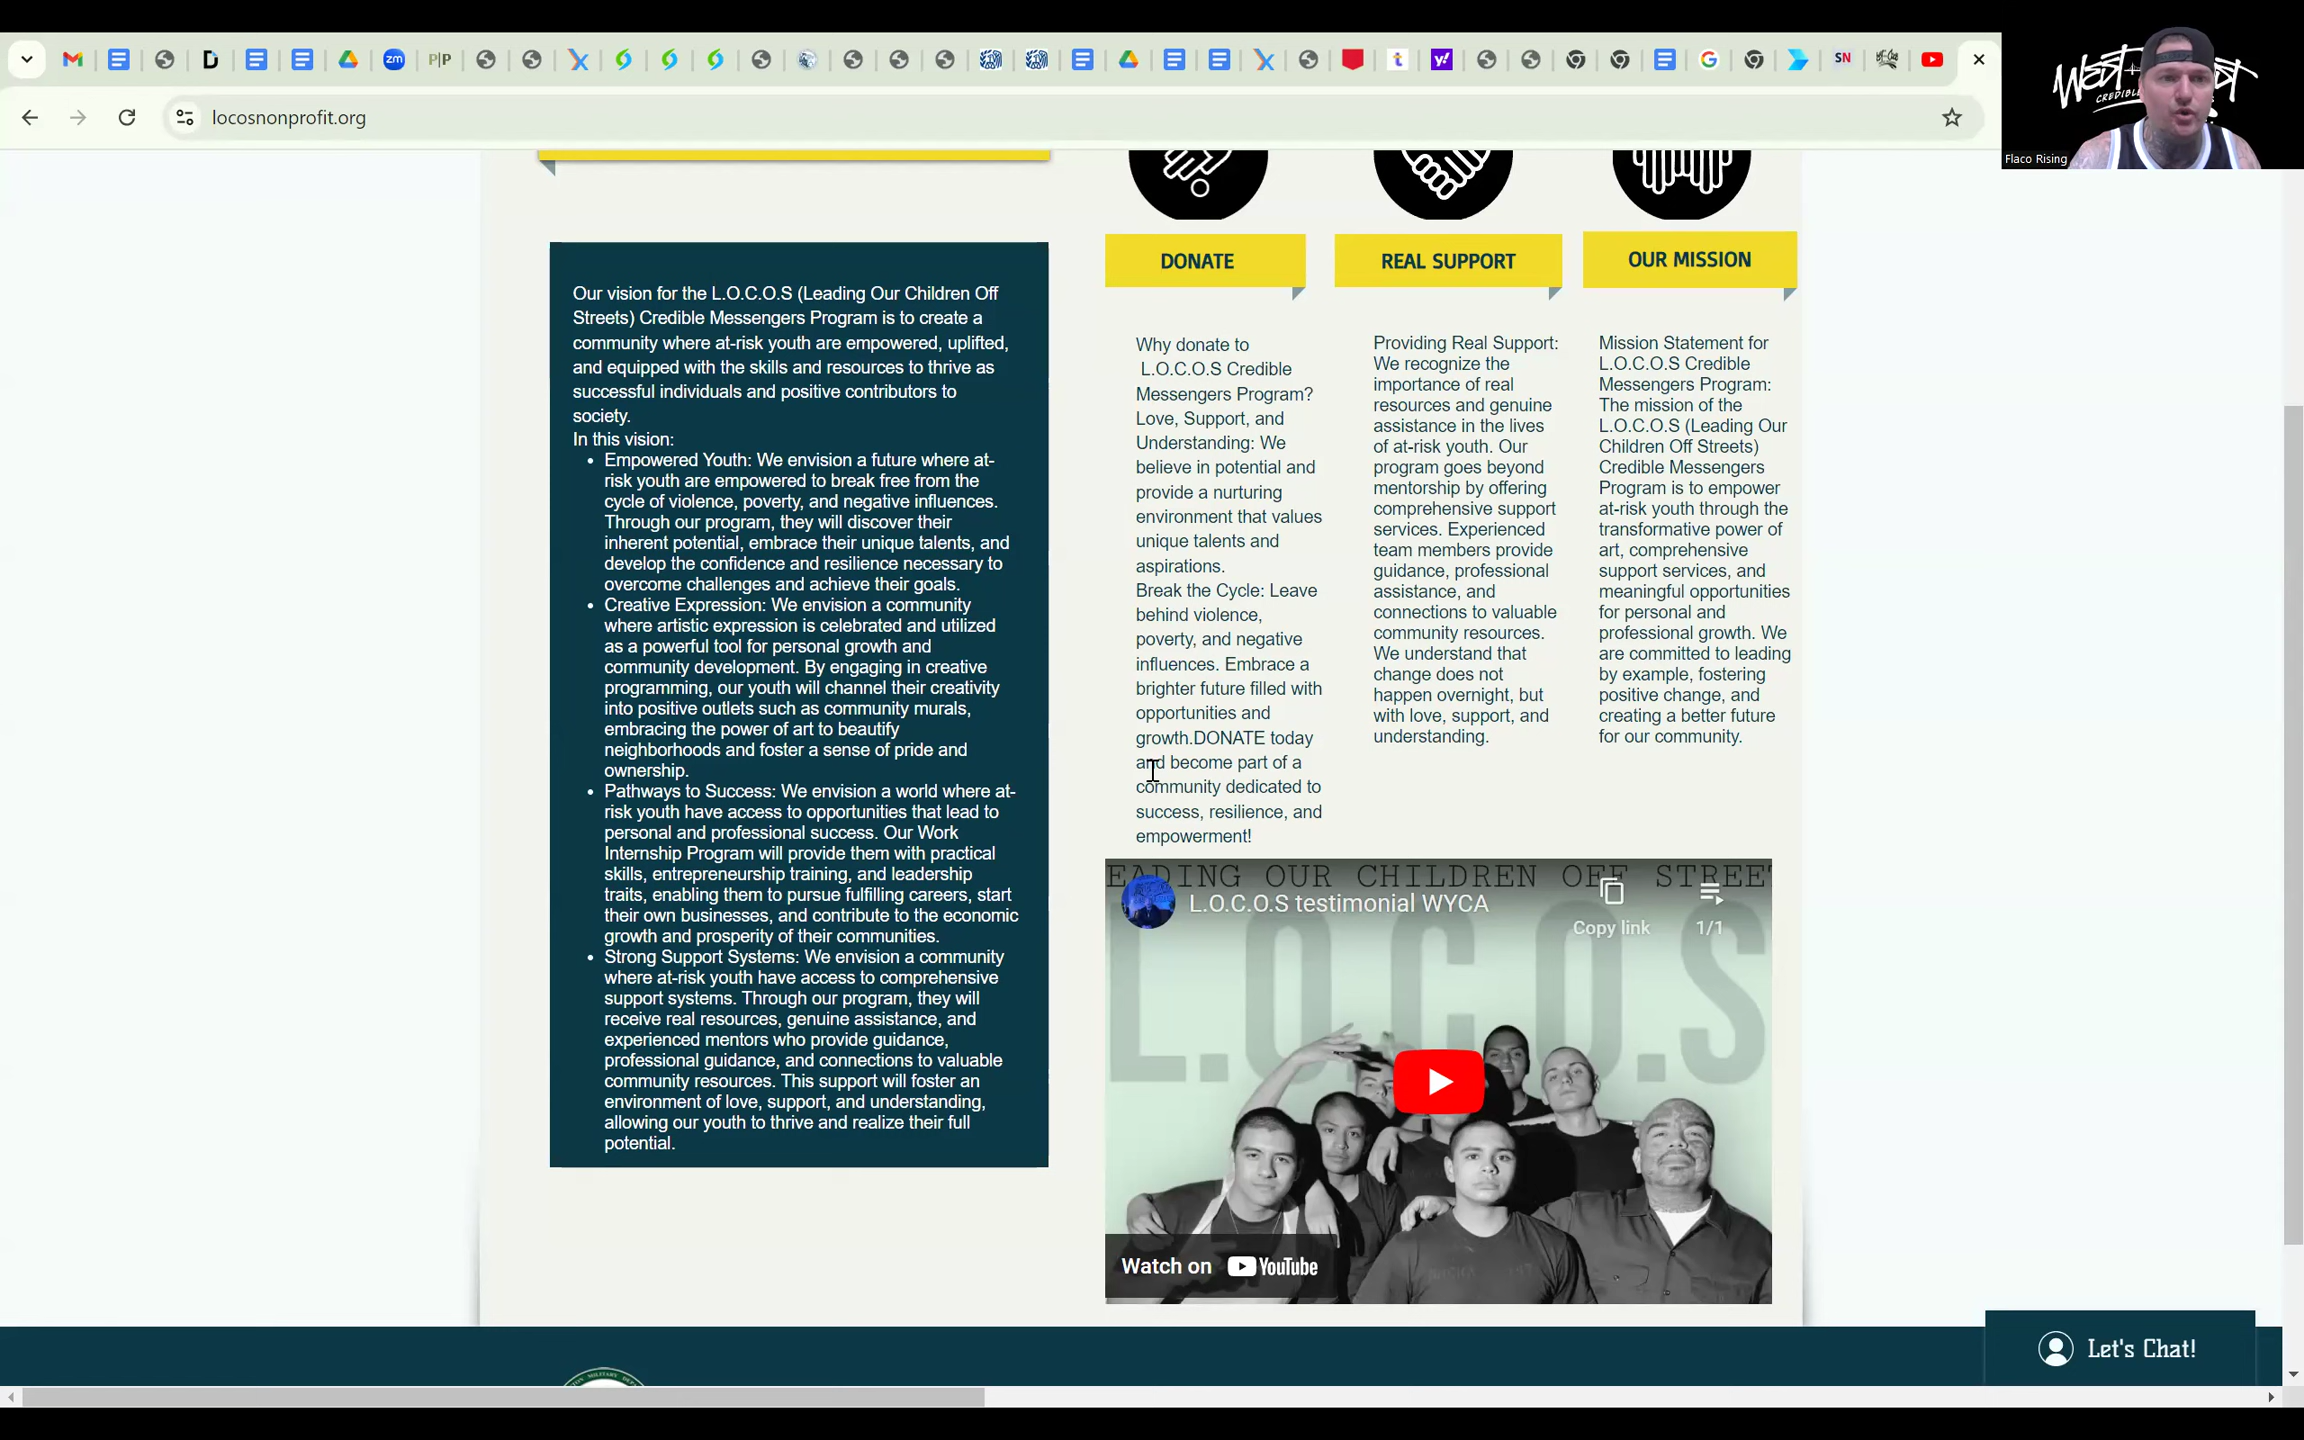 zm
P|P
SN
locosnonprofit.org
Flaco Rising
Our vision for the L.O.C.O.S (Leading Our Children Off
Streets) Credible Messengers Program is to create a
community where at-risk youth are empowered, uplifted,
and equipped with the skills and resources to thrive as
successful individuals and positive contributors to
society.
In this vision:
• Empowered Youth: We envision a future where at-
risk youth are empowered to break free from the
cycle of violence, poverty, and negative influences.
Through our program, they will discover their
inherent potential, embrace their unique talents, and
develop the confidence and resilience necessary to
overcome challenges and achieve their goals.
• Creative Expression: We envision a community
where artistic expression is celebrated and utilized
as a powerful tool for personal growth and
community development. By engaging in creative
programming, our youth will channel their creativity
into positive outlets such as community murals,
embracing the power of art to beautify
neighborhoods and foster a sense of pride and
ownership.
• Pathways to Success: We envision a world where at-
risk youth have access to opportunities that lead to
personal and professional success. Our Work
Internship Program will provide them with practical
skills, entrepreneurship training, and leadership
traits, enabling them to pursue fulfilling careers, start
their own businesses, and contribute to the economic
growth and prosperity of their communities.
• Strong Support Systems: We envision a community
where at-risk youth have access to comprehensive
support systems. Through our program, they will
receive real resources, genuine assistance, and
experienced mentors who provide guidance,
professional guidance, and connections to valuable
community resources. This support will foster an
environment of love, support, and understanding,
allowing our youth to thrive and realize their full
potential.
DONATE
Why donate to
L.O.C.O.S Credible
Messengers Program?
Love, Support, and
Understanding: We
believe in potential and
provide a nurturing
environment that values
unique talents and
aspirations.
Break the Cycle: Leave
behind violence,
poverty, and negative
influences. Embrace a
brighter future filled with
opportunities and
growth.DONATE today
and become part of a
community dedicated to
success, resilience, and
empowerment!
REAL SUPPORT
Providing Real Support:
We recognize the
importance of real
resources and genuine
assistance in the lives
of at-risk youth. Our
program goes beyond
mentorship by offering
comprehensive support
services. Experienced
team members provide
guidance, professional
assistance, and
connections to valuable
community resources.
We understand that
change does not
happen overnight, but
with love, support, and
understanding.
OUR MISSION
Mission Statement for
L.O.C.O.S Credible
Messengers Program:
The mission of the
L.O.C.O.S (Leading Our
Children Off Streets)
Credible Messengers
Program is to empower
at-risk youth through the
transformative power of
art, comprehensive
support services, and
meaningful opportunities
for personal and
professional growth. We
are committed to leading
by example, fostering
positive change, and
creating a better future
for our community.
EADING OUR CHILDREN OFF STREET
L.O.C.O.S testimonial WYCA
Copy link
1/1
L.O.C.O.S
Watch on YouTube
Let's Chat!